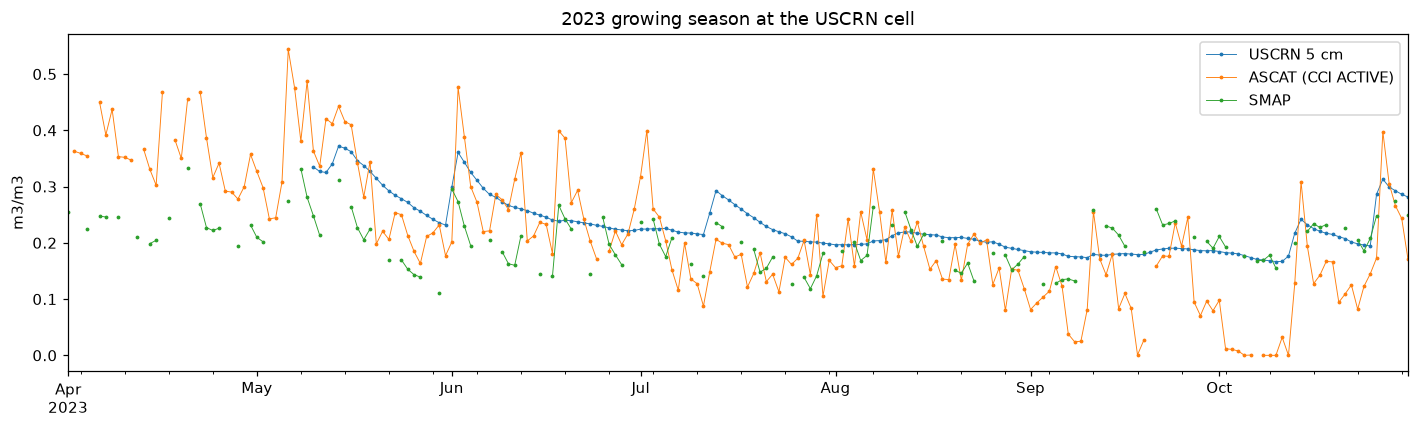 2023 growing season at the USCRN cell
m3/m3
0.5
0.4
0.3
0.2
0.1
0.0
USCRN 5 cm
ASCAT (CCI ACTIVE)
SMAP
Apr May Jun Jul Aug Sep Oct
2023